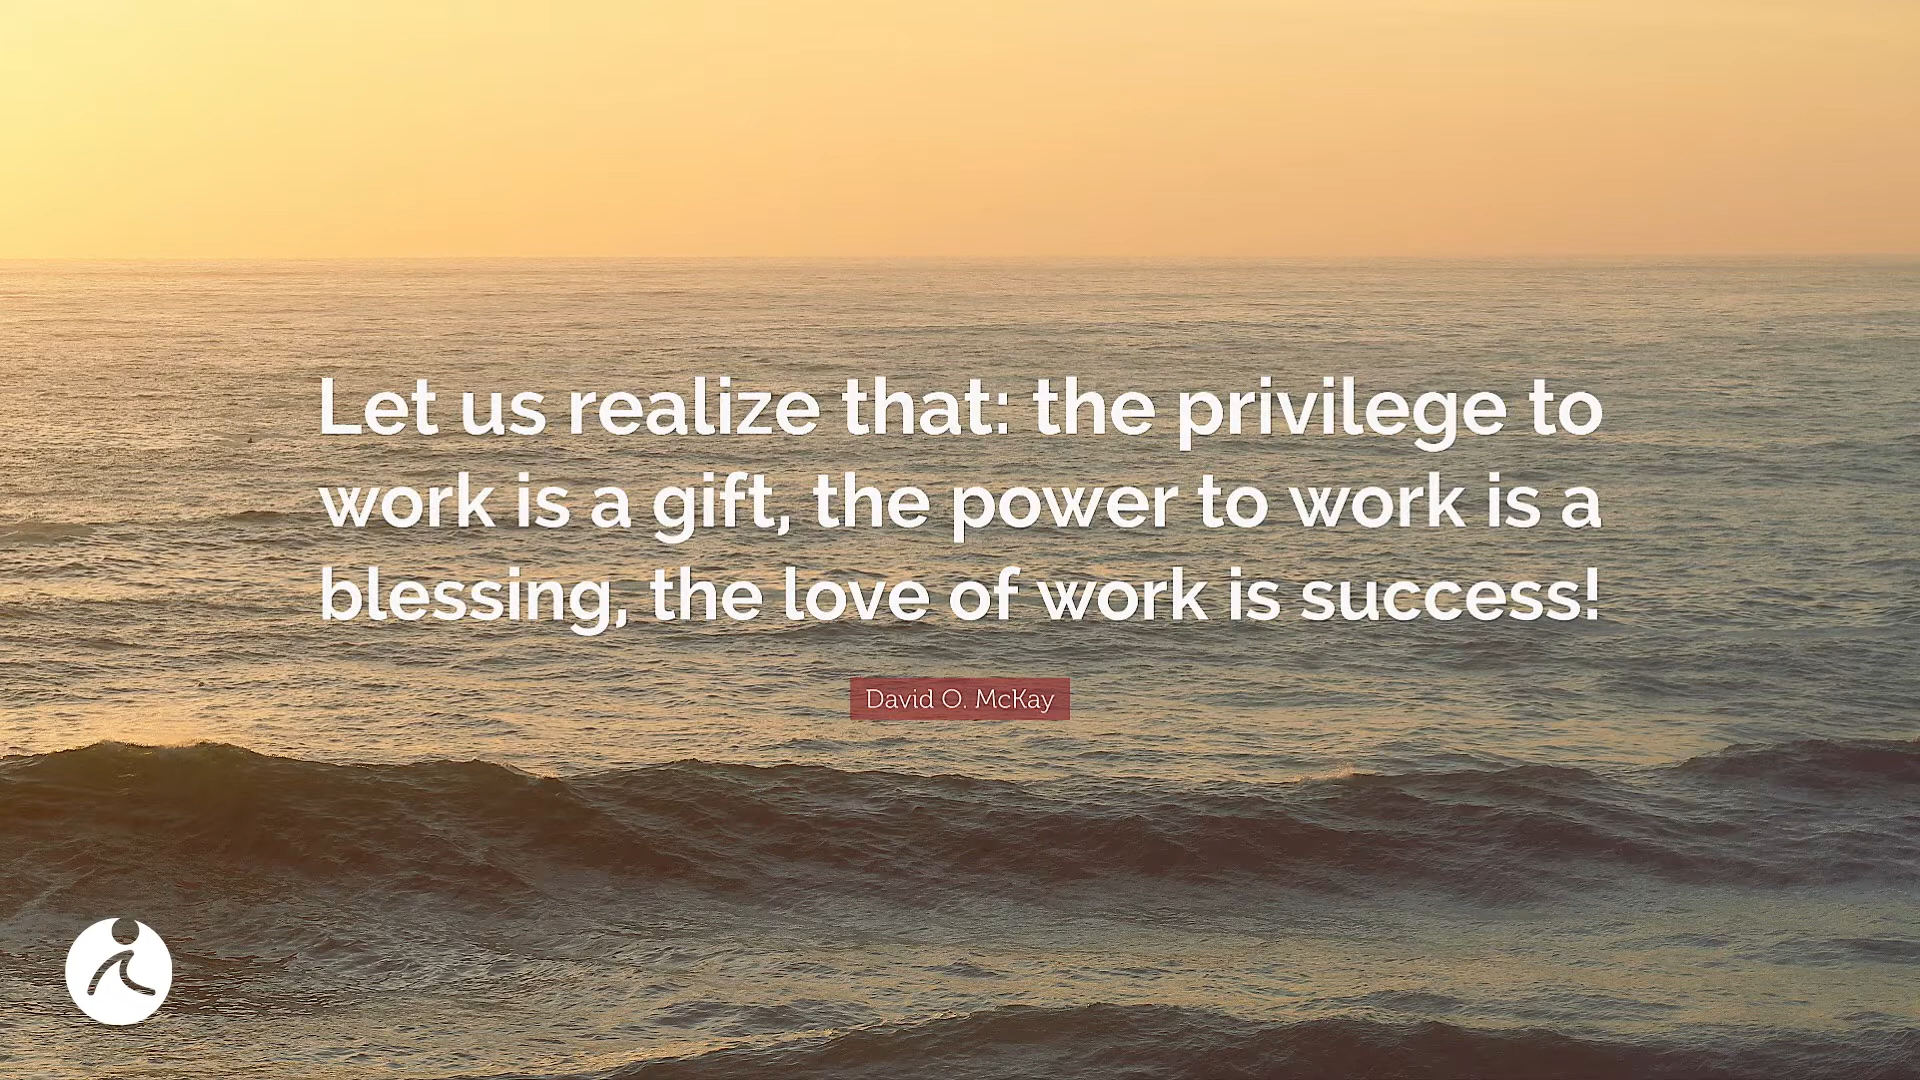 Let us realize that: the privilege to
work is a gift, the power to work is a
blessing, the love of work is success!
David O. McKay